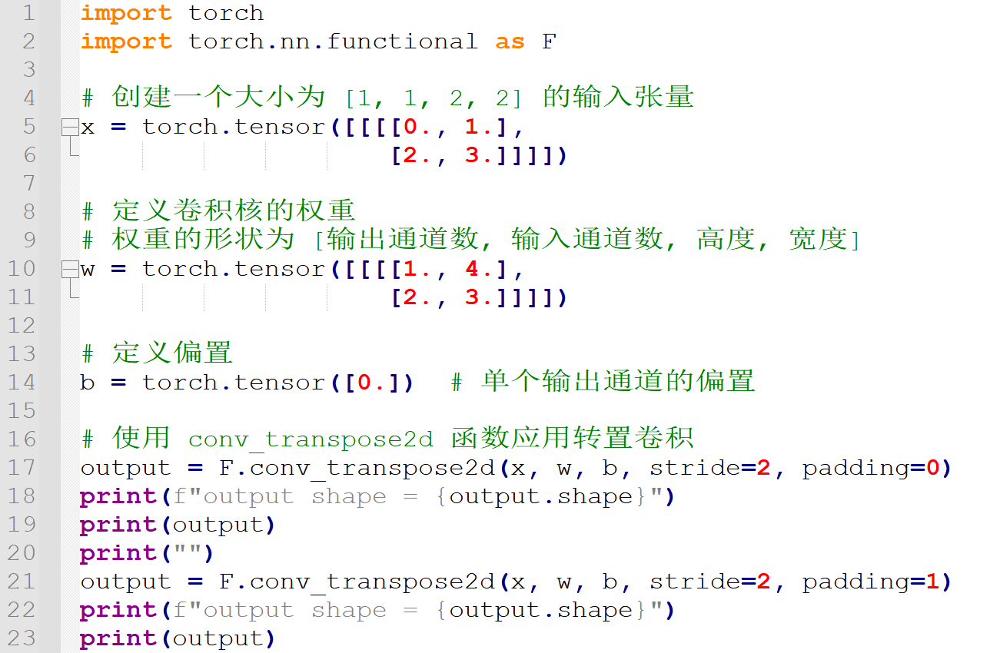 1 import torch
2 import torch.nn.functional as F
3
4 # 创建一个大小为 [1, 1, 2, 2] 的输入张量
5 x = torch.tensor([[[[0., 1.],
6                     [2., 3.]]]])
7
8 # 定义卷积核的权重
9 # 权重的形状为 [输出通道数, 输入通道数, 高度, 宽度]
10 w = torch.tensor([[[[1., 4.],
11                     [2., 3.]]]])
12
13 # 定义偏置
14 b = torch.tensor([0.])  # 单个输出通道的偏置
15
16 # 使用 conv_transpose2d 函数应用转置卷积
17 output = F.conv_transpose2d(x, w, b, stride=2, padding=0)
18 print(f"output shape = {output.shape}")
19 print(output)
20 print("")
21 output = F.conv_transpose2d(x, w, b, stride=2, padding=1)
22 print(f"output shape = {output.shape}")
23 print(output)